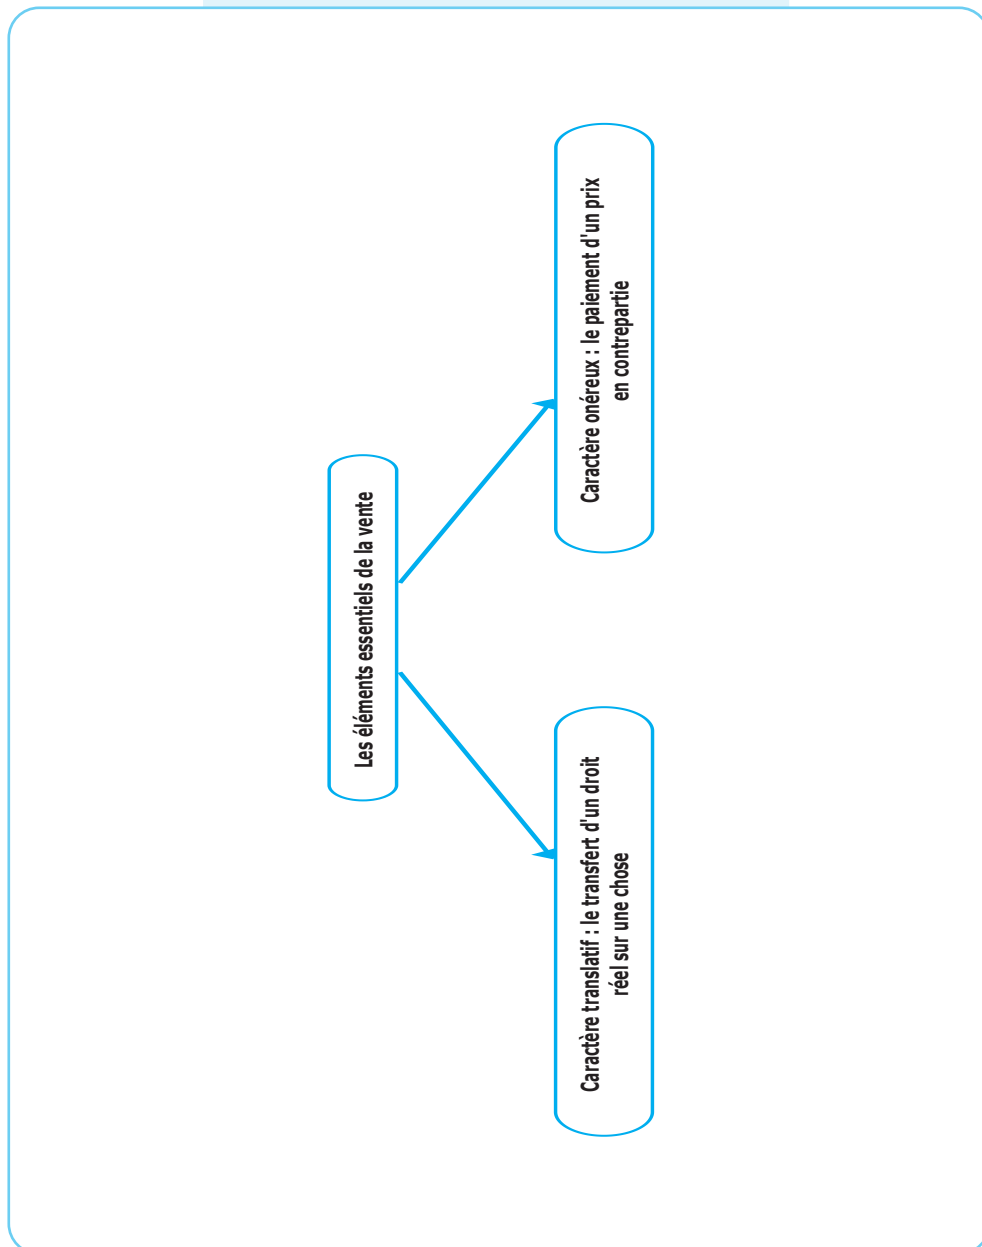 Les éléments essentiels de la vente
Caractère translatif : le transfert d'un droit
réel sur une chose
Caractère onéreux : le paiement d'un prix
en contrepartie